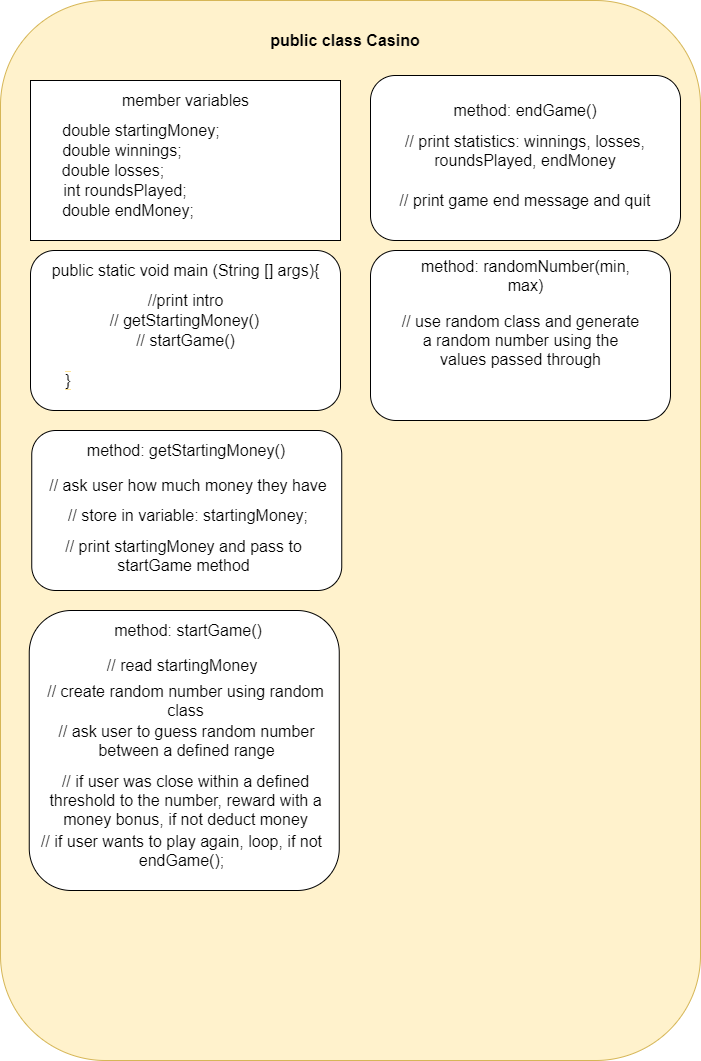 public class Casino
member variables
double startingMoney;
double winnings;
double losses;
int roundsPlayed;
double endMoney;
method: endGame()
// print statistics: winnings, losses,
roundsPlayed, endMoney
// print game end message and quit
public static void main (String [] args){
//print intro
// getStartingMoney()
// startGame()
}
method: randomNumber(min,
max)
// use random class and generate
a random number using the
values passed through
method: getStartingMoney()
// ask user how much money they have
// store in variable: startingMoney;
// print startingMoney and pass to
startGame method
method: startGame()
// read startingMoney
// create random number using random
class
// ask user to guess random number
between a defined range
// if user was close within a defined
threshold to the number, reward with a
money bonus, if not deduct money
// if user wants to play again, loop, if not
endGame();